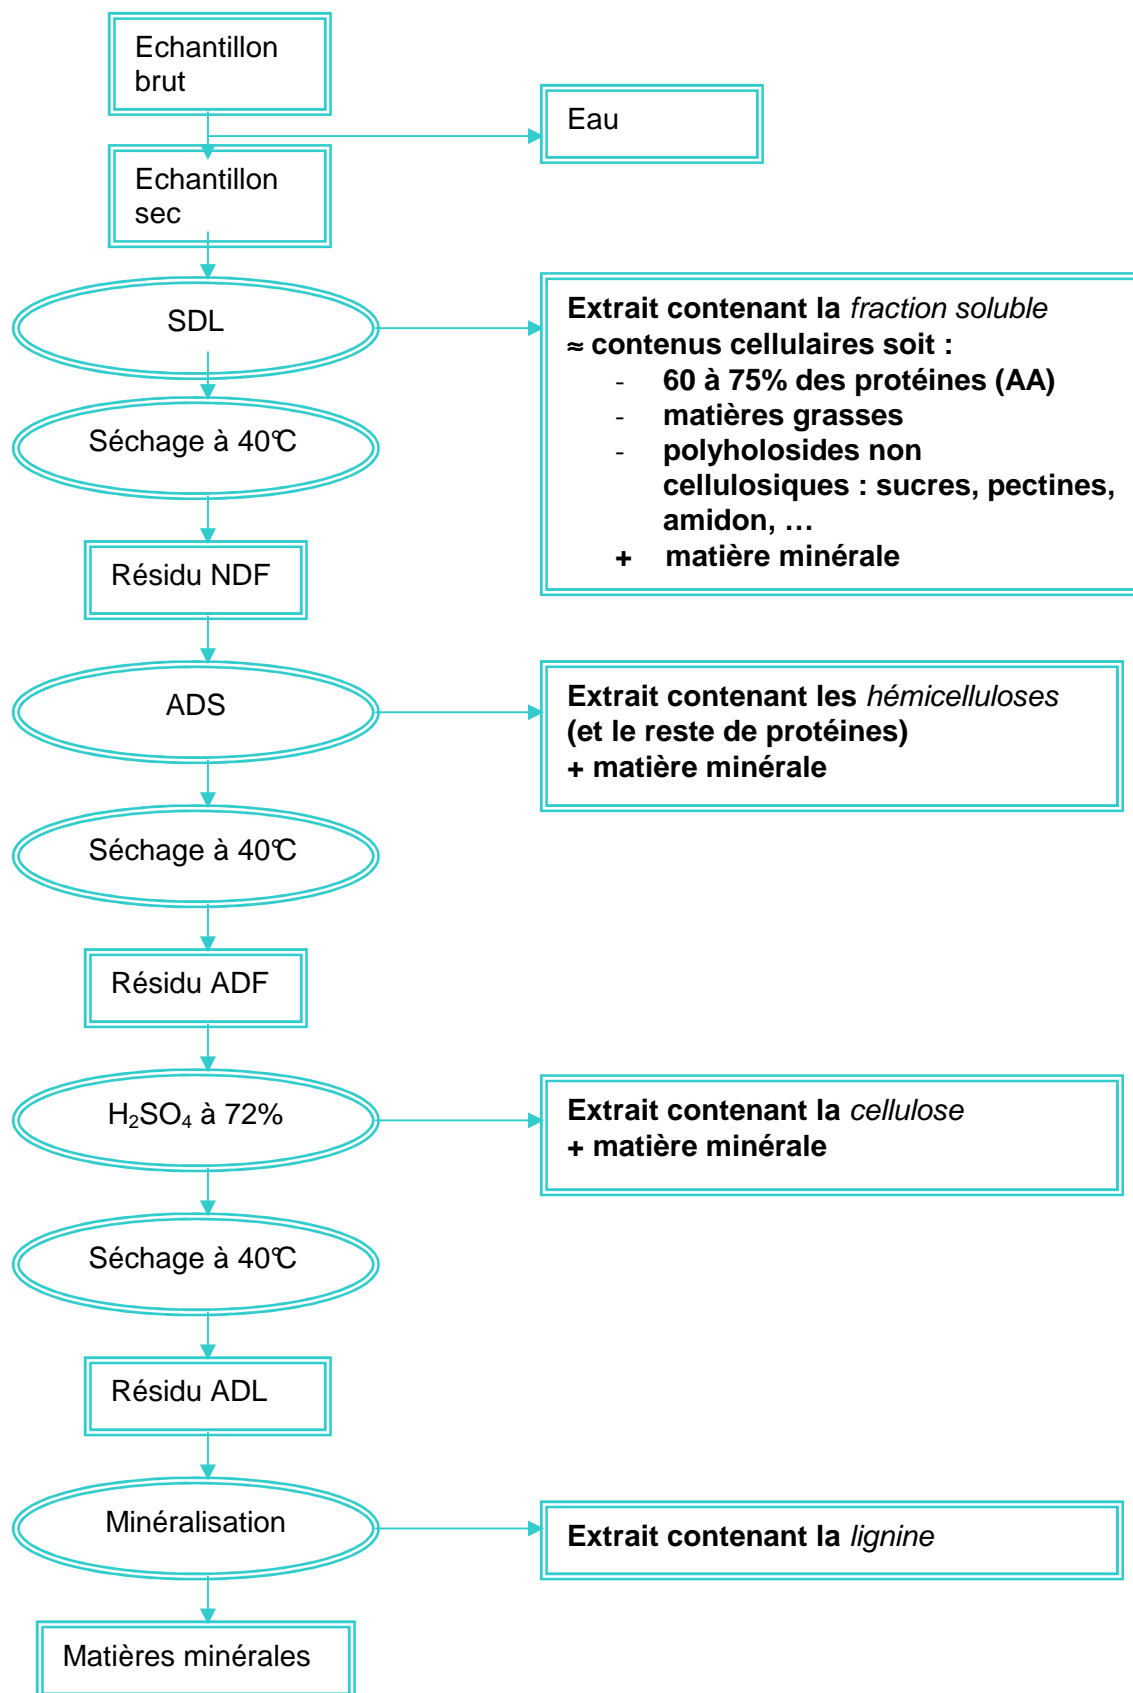 Echantillon
brut
Eau
Echantillon
sec
SDL
Extrait contenant la fraction soluble
≈ contenus cellulaires soit :
- 60 à 75% des protéines (AA)
- matières grasses
- polyholosides non
cellulosiques : sucres, pectines,
amidon, …
+ matière minérale
Séchage à 40°C
Résidu NDF
ADS
Extrait contenant les hémicelluloses
(et le reste de protéines)
+ matière minérale
Séchage à 40°C
Résidu ADF
H₂SO₄ à 72%
Extrait contenant la cellulose
+ matière minérale
Séchage à 40°C
Résidu ADL
Minéralisation
Extrait contenant la lignine
Matières minérales